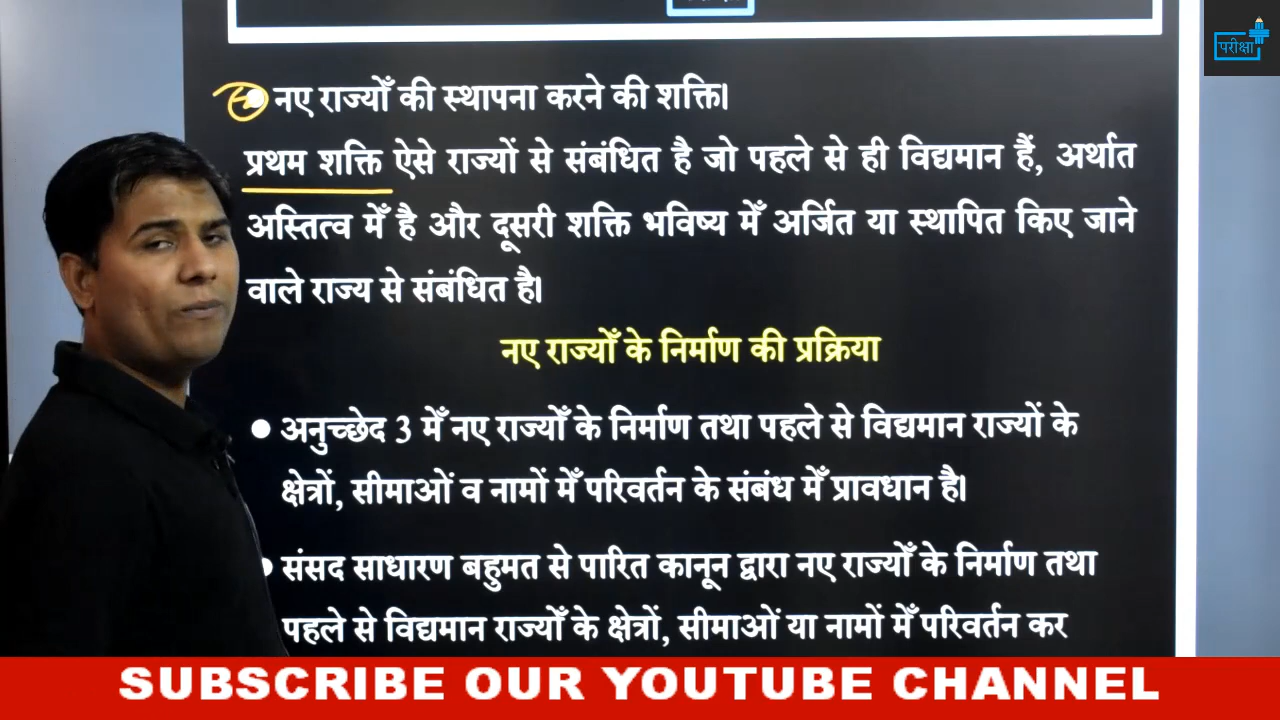 परीक्षा
नए राज्योँ की स्थापना करने की शक्ति।
प्रथम शक्ति ऐसे राज्यों से संबंधित है जो पहले से ही विद्यमान हैं, अर्थात
अस्तित्व मेँ है और दूसरी शक्ति भविष्य मेँ अर्जित या स्थापित किए जाने
वाले राज्य से संबंधित है।
नए राज्योँ के निर्माण की प्रक्रिया
● अनुच्छेद 3 मेँ नए राज्योँ के निर्माण तथा पहले से विद्यमान राज्यों के
क्षेत्रों, सीमाओं व नामों मेँ परिवर्तन के संबंध मेँ प्रावधान है।
● संसद साधारण बहुमत से पारित कानून द्वारा नए राज्योँ के निर्माण तथा
पहले से विद्यमान राज्योँ के क्षेत्रों, सीमाओं या नामों मेँ परिवर्तन कर
SUBSCRIBE OUR YOUTUBE CHANNEL